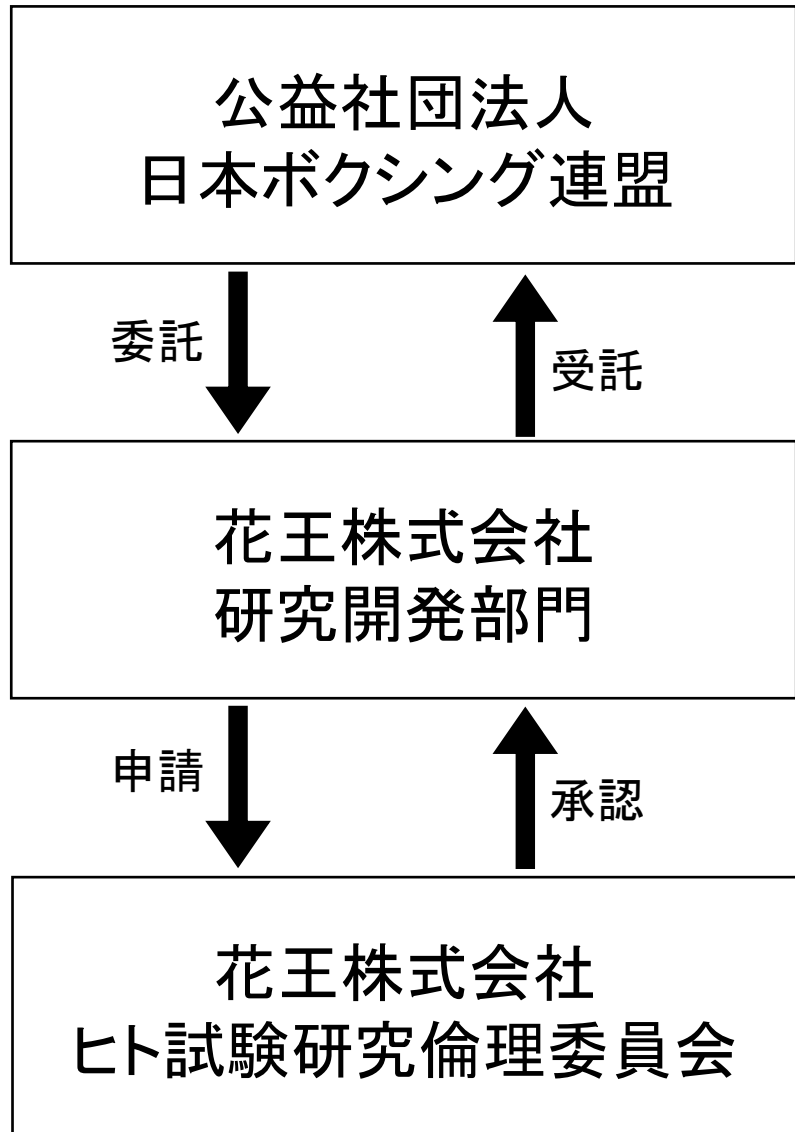 公益社団法人
日本ボクシング連盟
委託
受託
花王株式会社
研究開発部門
申請
承認
花王株式会社
ヒト試験研究倫理委員会